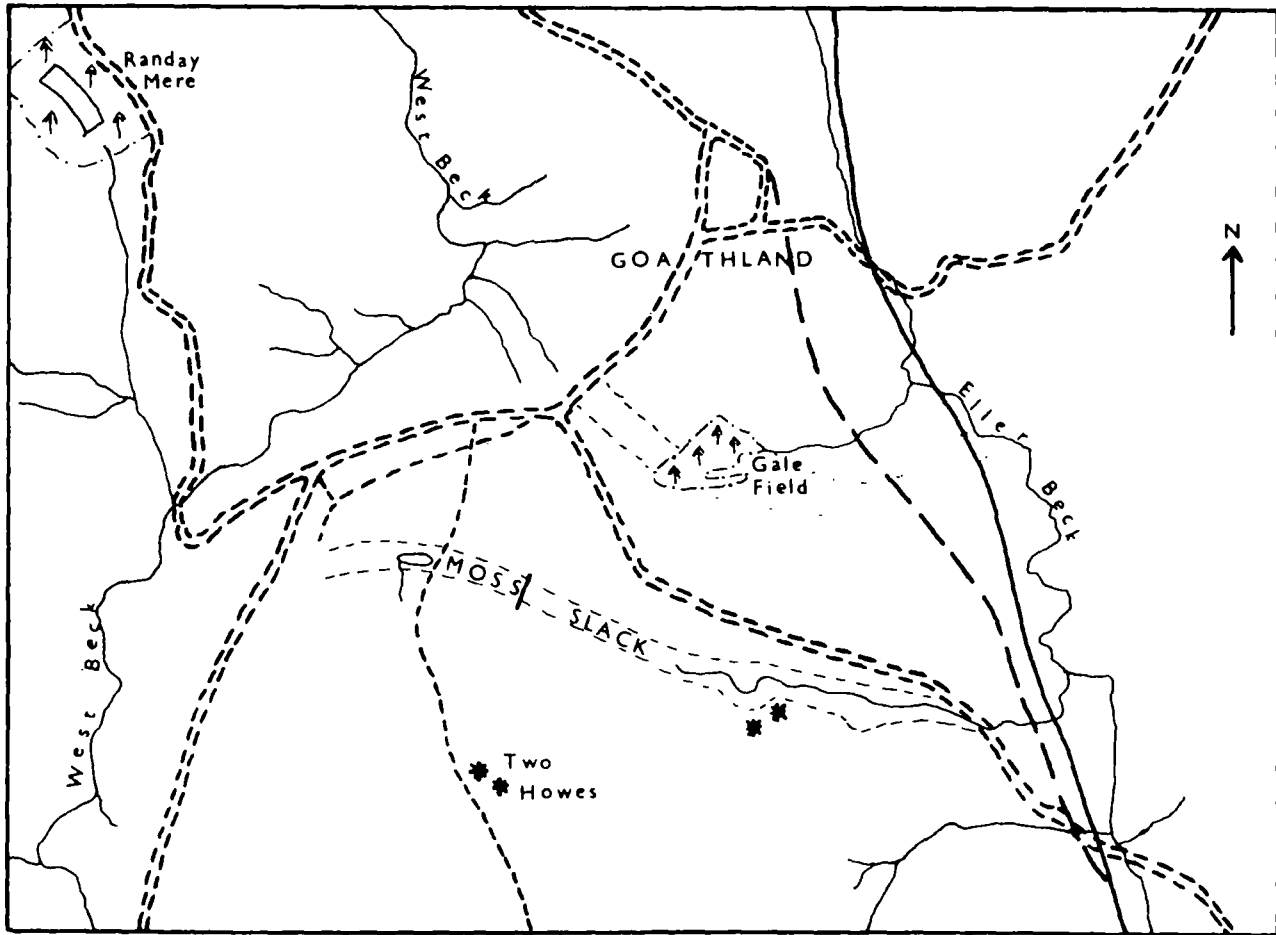 Randay
Mere
West Beck
GOATHLAND
N
Eller Beck
Gale
Field
MOSS SLACK
West Beck
Two
Howes